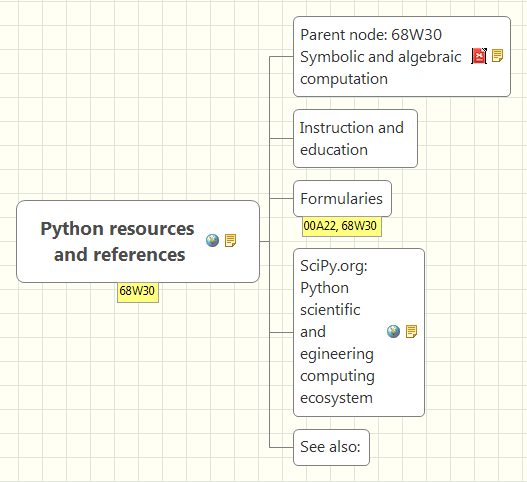 Parent node: 68W30
Symbolic and algebraic
computation
Instruction and
education
Formularies
00A22, 68W30
Python resources
and references
68W30
SciPy.org:
Python
scientific
and
egineering
computing
ecosystem
See also: